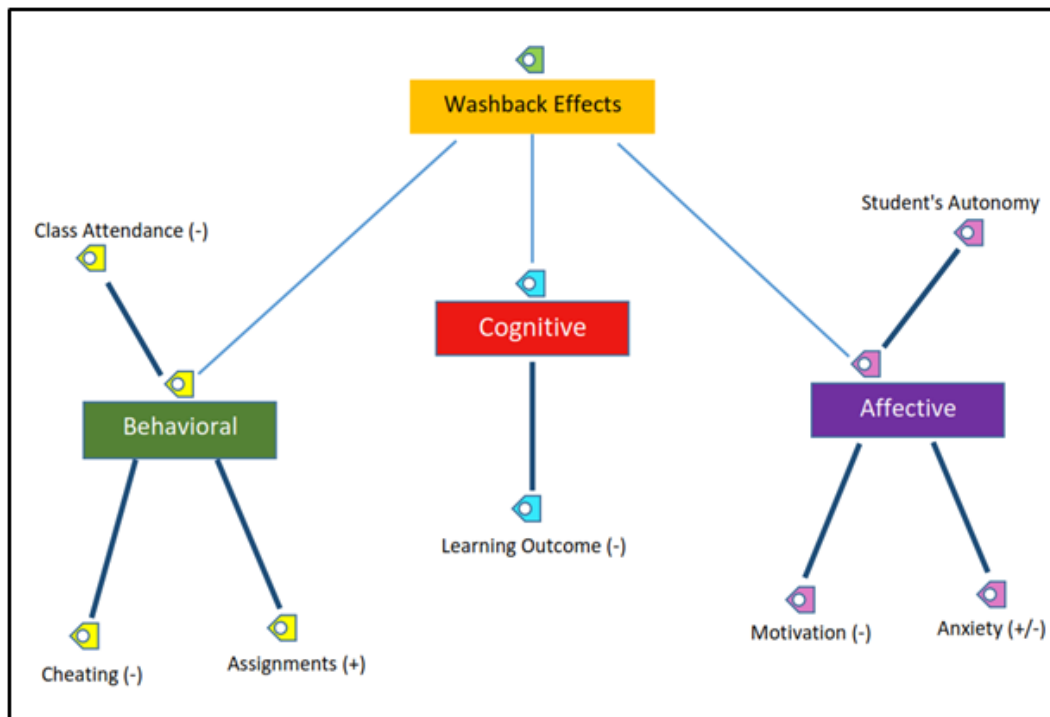 Washback Effects
Student's Autonomy
Class Attendance (-)
Cognitive
Affective
Behavioral
Learning Outcome (-)
Motivation (-)
Anxiety (+/-)
Cheating (-)
Assignments (+)